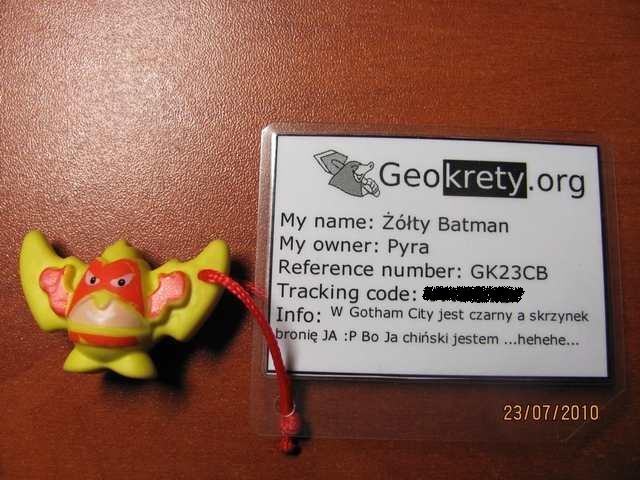 Geokrety.org
My name: Żółty Batman
My owner: Pyra
Reference number: GK23CB
Tracking code:
Info: W Gotham City jest czarny a skrzynek
bronię JA :P Bo Ja chiński jestem ...hehehe...
23/07/2010